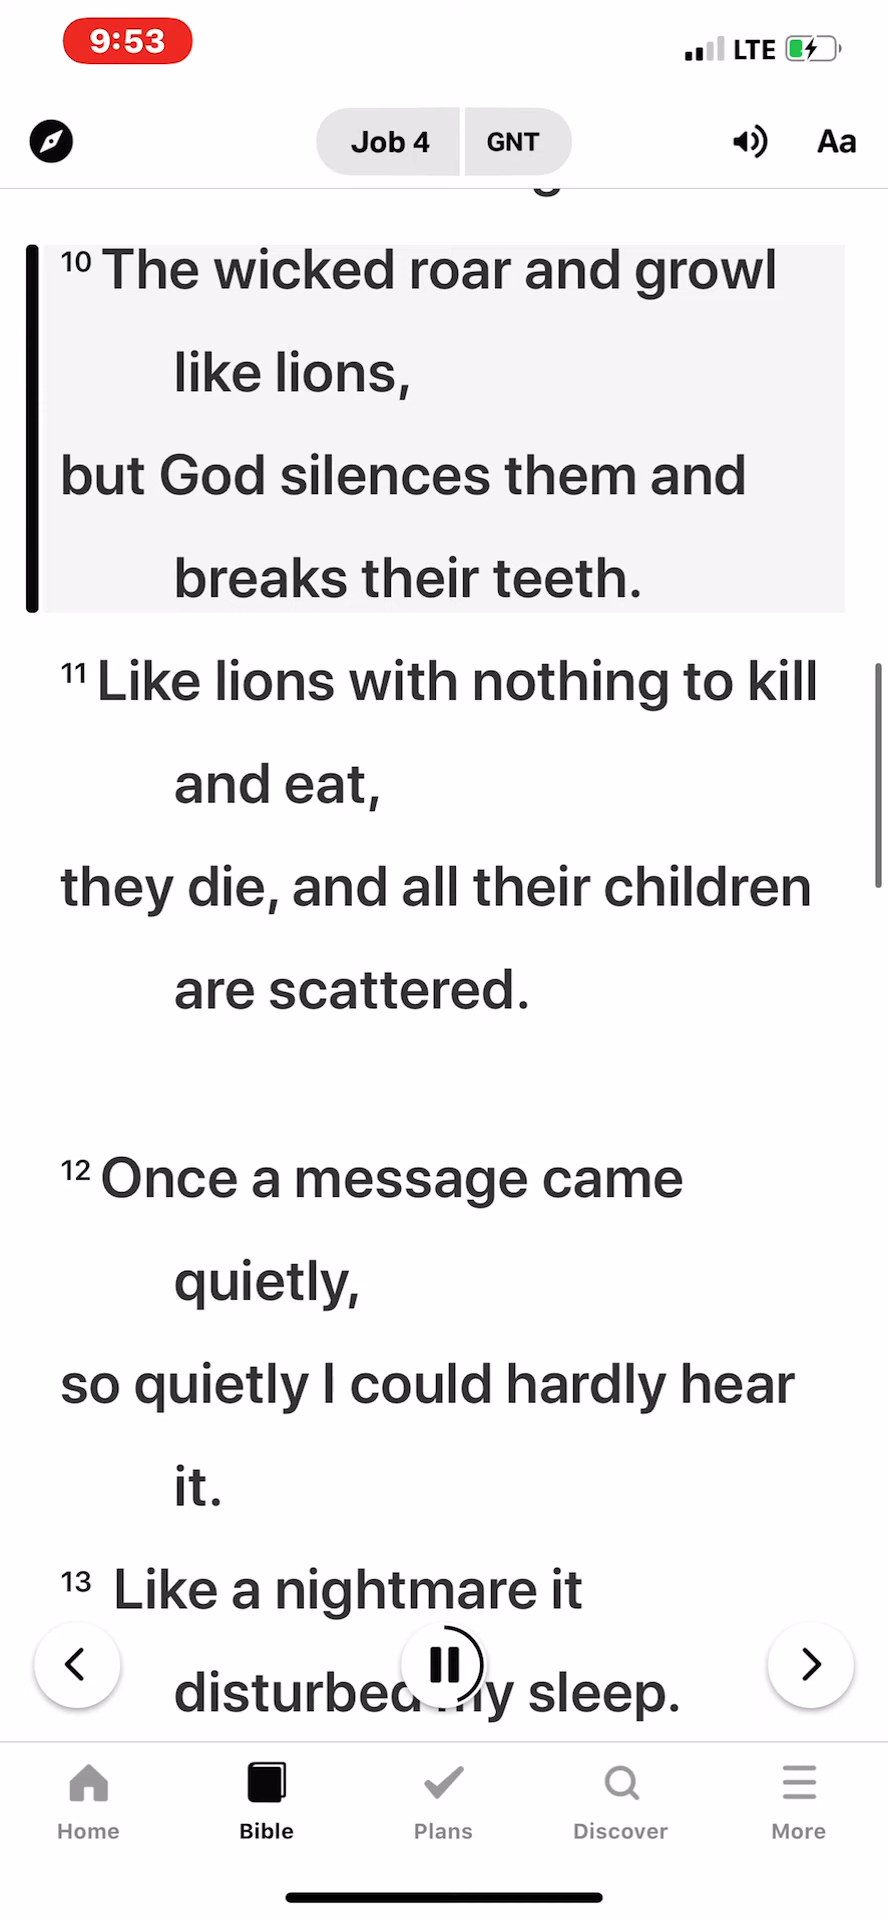 9:53
LTE
Job 4
GNT
Aa
10 The wicked roar and growl
like lions,
but God silences them and
breaks their teeth.
11 Like lions with nothing to kill
and eat,
they die, and all their children
are scattered.
12 Once a message came
quietly,
so quietly I could hardly hear
it.
13 Like a nightmare it
disturbed my sleep.
Home
Bible
Plans
Discover
More